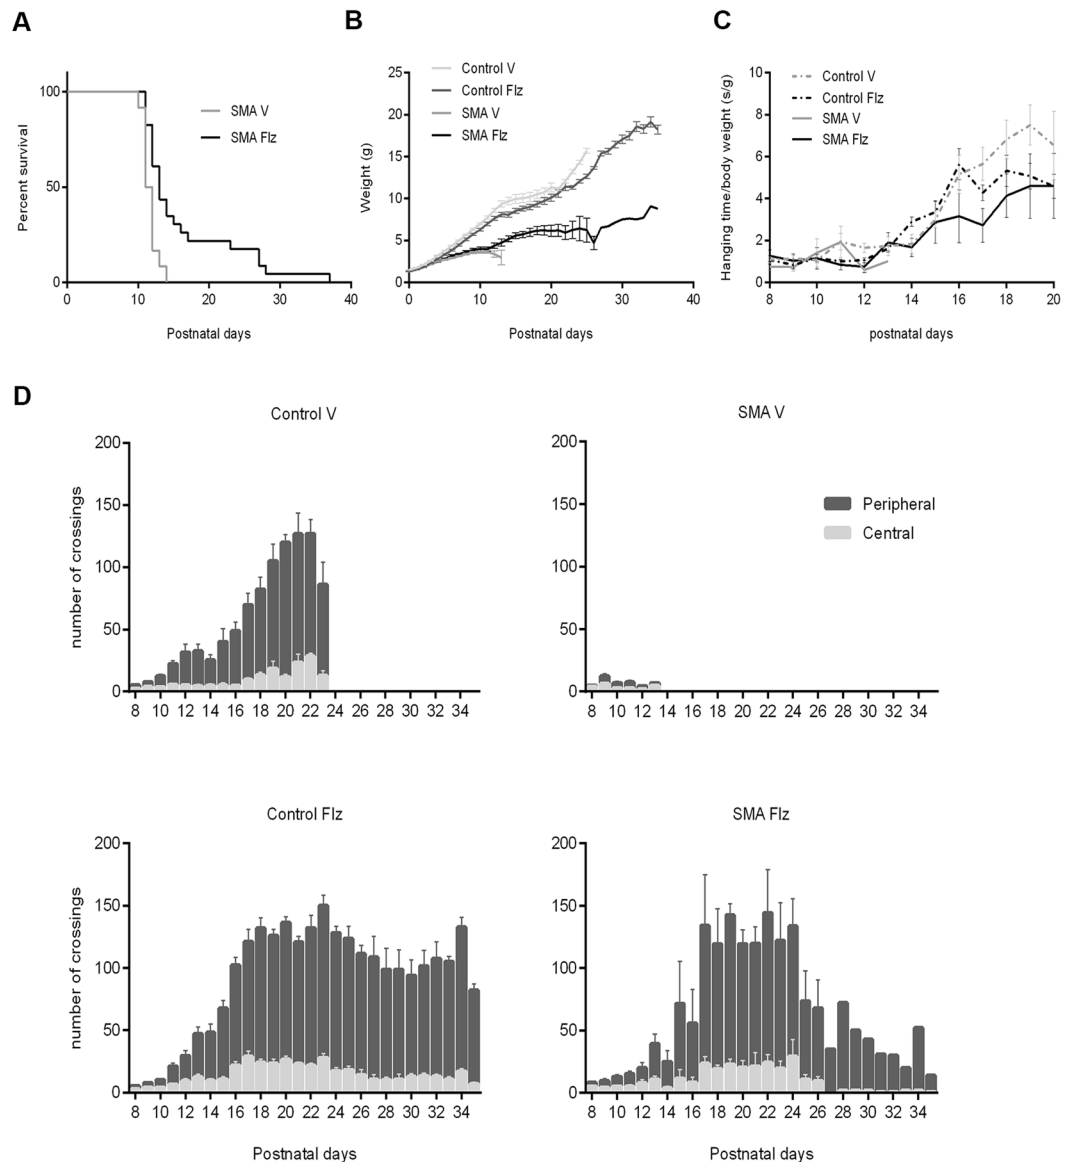 A
B
C
Percent survival
100
50
0
0 10 20 30 40
Postnatal days
SMA V
SMA Flz
Weight (g)
25
20
15
10
5
0
0 10 20 30 40
Postnatal days
Control V
Control Flz
SMA V
SMA Flz
Hanging time/body weight (s/g)
10
8
6
4
2
0
8 10 12 14 16 18 20
postnatal days
Control V
Control Flz
SMA V
SMA Flz
D
Control V
number of crossings
200
150
100
50
0
8 10 12 14 16 18 20 22 24 26 28 30 32 34
SMA V
200
150
100
50
0
8 10 12 14 16 18 20 22 24 26 28 30 32 34
Peripheral
Central
Control Flz
number of crossings
200
150
100
50
0
8 10 12 14 16 18 20 22 24 26 28 30 32 34
Postnatal days
SMA Flz
200
150
100
50
0
8 10 12 14 16 18 20 22 24 26 28 30 32 34
Postnatal days